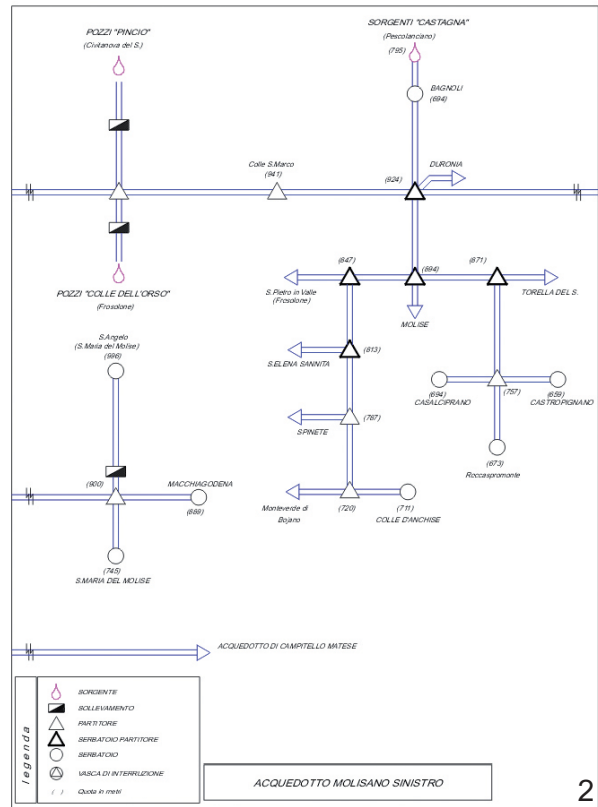 POZZI "PINCIO"
(Civitanova del S.)
SORGENTI "CASTAGNA"
(Pescolanciano)
(795)
BAGNOLI
(694)
Colle S.Marco
(941)
(924)
DURONIA
POZZI "COLLE DELL'ORSO"
(Frosolone)
(847)
(894)
(871)
S.Pietro in Valle
(Frosolone)
MOLISE
TORELLA DEL S.
S.Angelo
(S.Maria del Molise)
(986)
S.ELENA SANNITA
(813)
(694)
CASALCIPRANO
(757)
(659)
CASTROPIGNANO
SPINETE
(787)
(673)
Roccaspromonte
(900)
MACCHIAGODENA
(889)
Monteverde di
Bojano
(720)
(711)
COLLE D'ANCHISE
(745)
S.MARIA DEL MOLISE
ACQUEDOTTO DI CAMPITELLO MATESE
legenda
SORGENTE
SOLLEVAMENTO
PARTITORE
SERBATOIO PARTITORE
SERBATOIO
VASCA DI INTERRUZIONE
( ) Quota in metri
ACQUEDOTTO MOLISANO SINISTRO
2